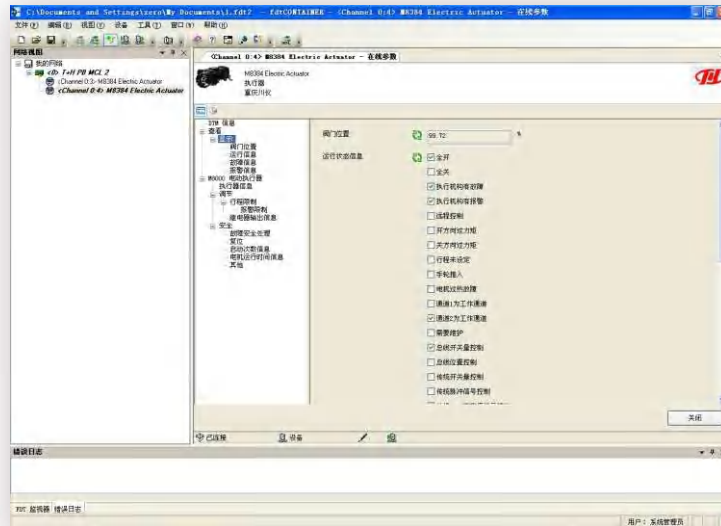 C:\Documents and Settings\zero\My Documents\1.fdt2 - fdtCONTAINER - (Channel 0:4) M8384 Electric Actuator - 在线参数
文件(F) 编辑(E) 视图(V) 设备 工具(T) 窗口(W) 帮助(H)
网络视图
我的网络
<0> T+H PB MCL 2
(Channel 0:3> M8384 Electric Actuator
<Channel 0:4> M8384 Electric Actuator
(Channel 0:4) M8384 Electric Actuator - 在线参数
M8384 Electric Actuator
执行器
重庆川仪
DTM 信息
查看
显示
阀门位置
运行信息
故障信息
报警信息
M8000 电动执行器
执行器信息
调节
行程限制
报警限制
继电器输出信息
安全
故障安全处理
复位
启动次数信息
电机运行时间信息
其他
阀门位置 99.72 %
运行状态信息
全开
全关
执行机构有故障
执行机构有报警
远程控制
开方向过力矩
关方向过力矩
行程未设定
手轮推入
电机过热故障
通道1为工作通道
通道2为工作通道
需要维护
总线开关量控制
总线位置控制
传统开关量控制
传统脉冲信号控制
关闭
已连接 设备
错误日志
FDT 监视器 错误日志
用户: 系统管理员